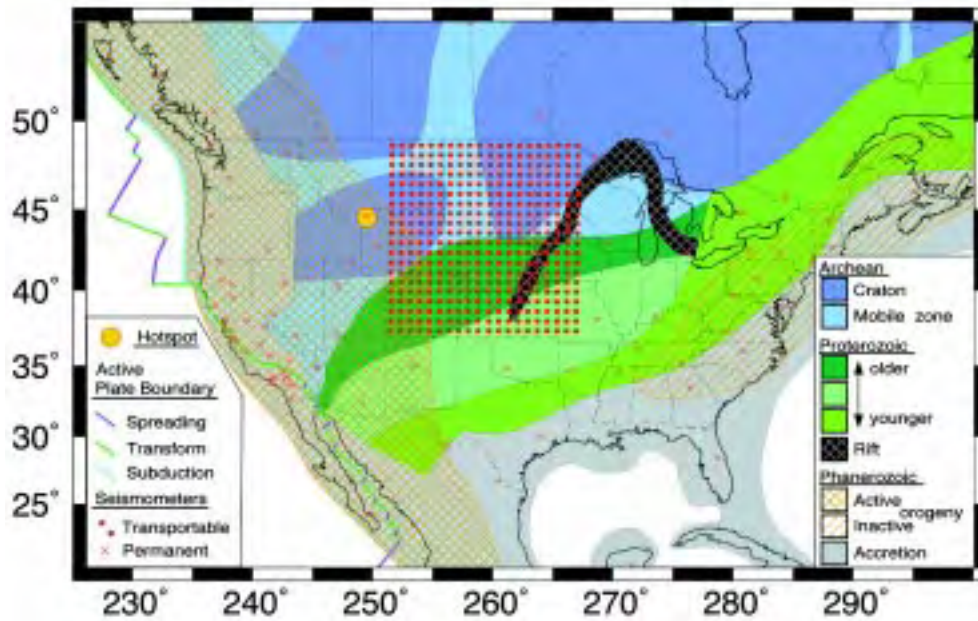 50°
45°
40°
35°
30°
25°
230° 240° 250° 260° 270° 280° 290°
Hotspot
Active
Plate Boundary
Spreading
Transform
Subduction
Seismometers
Transportable
Permanent
Archean
Craton
Mobile zone
Proterozoic
older
younger
Rift
Phanerozoic
Active
orogeny
Inactive
Accretion